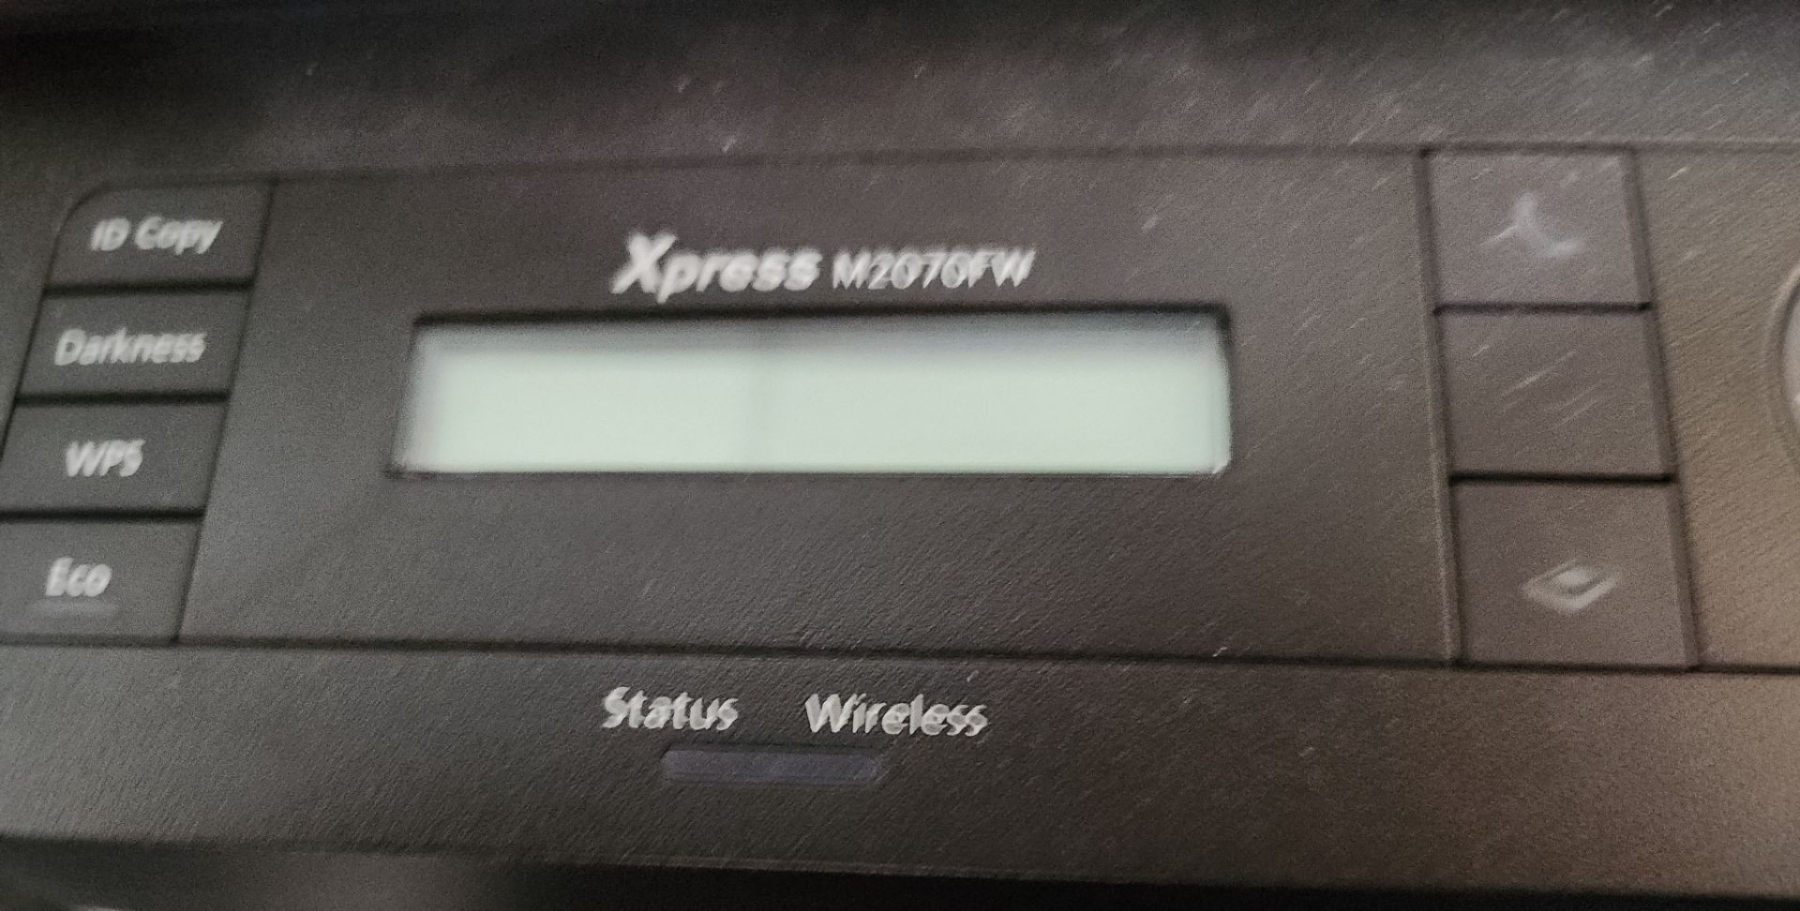 ID Copy
Xpress M2070FW
Darkness
WPS
Eco
Status Wireless